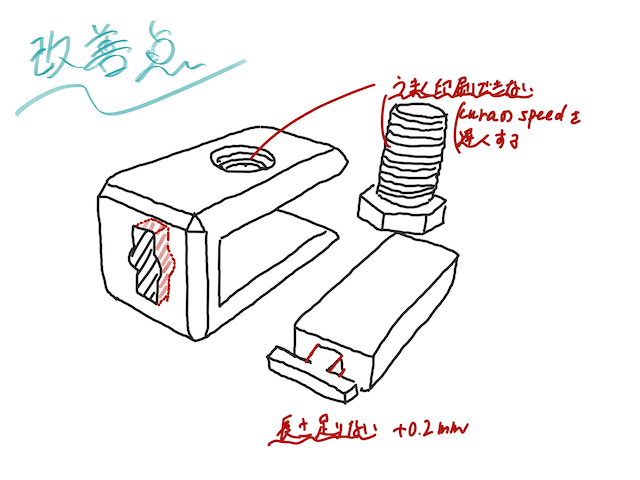 改善点
うまく印刷できない
curaのspeedを
遅くする
長さ足りない +0.2mm